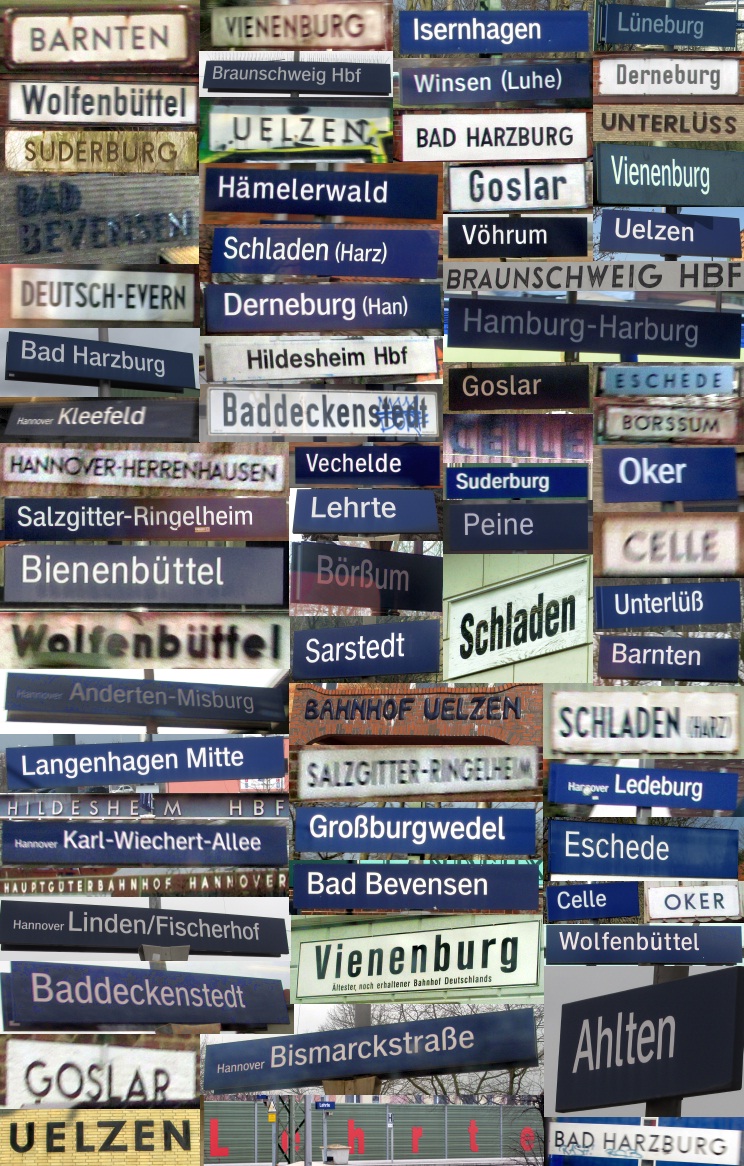 BARNTEN
VIENENBURG
Isernhagen
Lüneburg
Braunschweig Hbf
Winsen (Luhe)
Derneburg
Wolfenbüttel
UELZEN
BAD HARZBURG
UNTERLÜSS
SUDERBURG
Hämelerwald
Goslar
Vienenburg
BAD
BEVENSEN
Schladen (Harz)
Vöhrum
Uelzen
DEUTSCH-EVERN
Derneburg (Han)
BRAUNSCHWEIG HBF
Hamburg-Harburg
Bad Harzburg
Hildesheim Hbf
Goslar
ESCHEDE
Hannover Kleefeld
Baddeckenstedt
CELLE
BÖRSSUM
HANNOVER-HERRENHAUSEN
Vechelde
Suderburg
Oker
Salzgitter-Ringelheim
Lehrte
Peine
CELLE
Bienenbüttel
Börßum
Schladen
Unterlüß
Wolfenbüttel
Sarstedt
Barnten
Hannover Anderten-Misburg
BAHNHOF UELZEN
SCHLADEN (HARZ)
Langenhagen Mitte
SALZGITTER-RINGELHEIM
Hannover Ledeburg
HILDESHEIM HBF
Großburgwedel
Eschede
Hannover Karl-Wiechert-Allee
Bad Bevensen
HAUPTGÜTERBAHNHOF HANNOVER
Celle
OKER
Hannover Linden/Fischerhof
Vienenburg
Ältester noch erhaltener Bahnhof Deutschlands
Wolfenbüttel
Baddeckenstedt
Ahlten
GOSLAR
Hannover Bismarckstraße
UELZEN
Lehrte
Lehrte
BAD HARZBURG